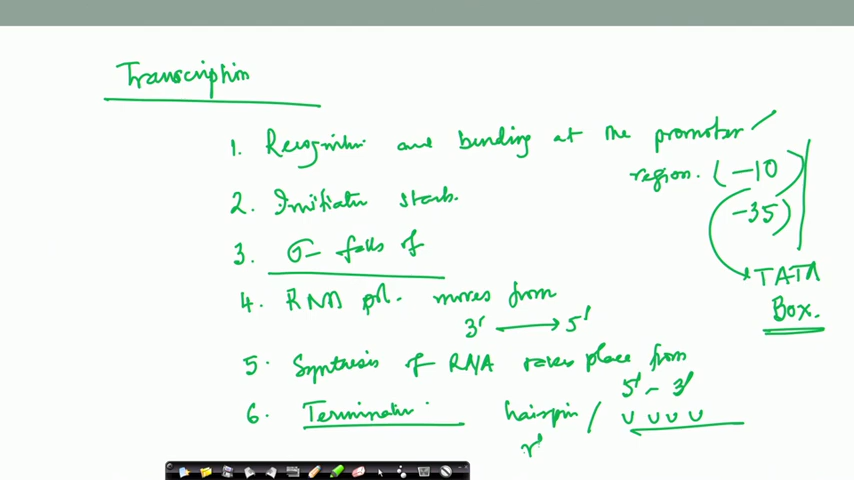 Transcription
1. Recognition and binding at the promoter
region. (-10
-35)
TATA
Box.
2. Initiation starts.
3. σ falls of
4. RNA pol. moves from
3' 5'
5. Synthesis of RNA takes place from
5' - 3'
6. Termination. hairpin / U U U U